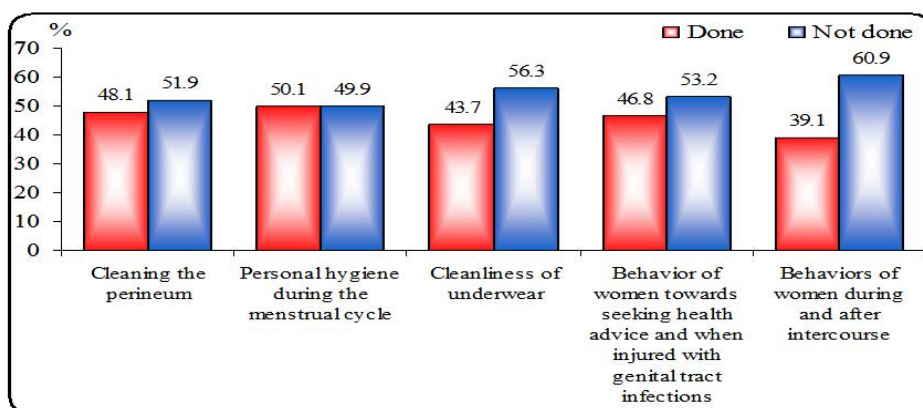 %
Done
Not done
70
60
50
40
30
20
10
0
48.1
51.9
50.1
49.9
43.7
56.3
46.8
53.2
39.1
60.9
Cleaning the
perineum
Personal hygiene
during the
menstrual cycle
Cleanliness of
underwear
Behavior of
women towards
seeking health
advice and when
injured with
genital tract
infections
Behaviors of
women during
and after
intercourse